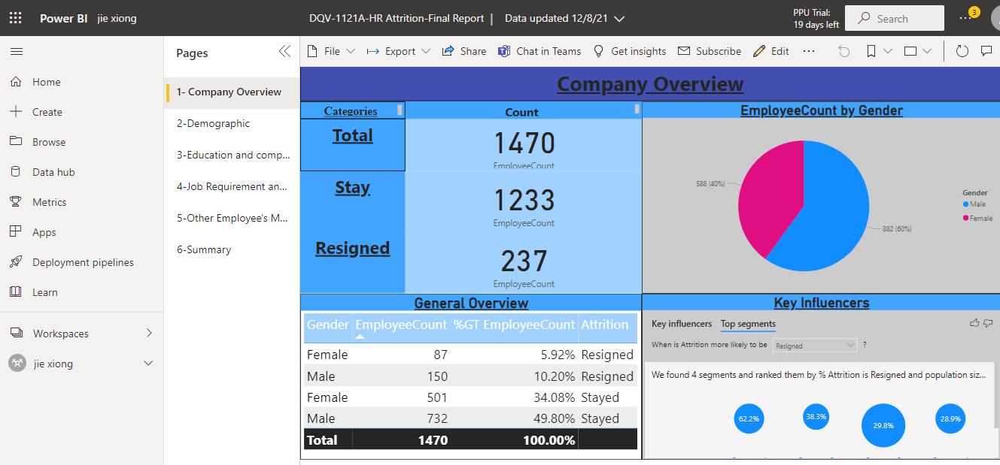 Power BI jie xiong
DQV-1121A-HR Attrition-Final Report | Data updated 12/8/21
PPU Trial:
19 days left
Search
3
Home
Create
Browse
Data hub
Metrics
Apps
Deployment pipelines
Learn
Workspaces
jie xiong
Pages
1- Company Overview
2-Demographic
3-Education and comp...
4-Job Requirement an...
5-Other Employee's M...
6-Summary
File Export Share Chat in Teams Get insights Subscribe Edit ...
Company Overview
Categories Count
Total 1470
EmployeeCount
Stay 1233
EmployeeCount
Resigned 237
EmployeeCount
EmployeeCount by Gender
588 (40%)
882 (60%)
Gender
Male
Female
General Overview
Gender EmployeeCount %GT EmployeeCount Attrition
Female 87 5.92% Resigned
Male 150 10.20% Resigned
Female 501 34.08% Stayed
Male 732 49.80% Stayed
Total 1470 100.00%
Key Influencers
Key influencers Top segments
When is Attrition more likely to be Resigned ?
We found 4 segments and ranked them by % Attrition is Resigned and population siz...
62.2% 38.3% 29.8% 28.9%